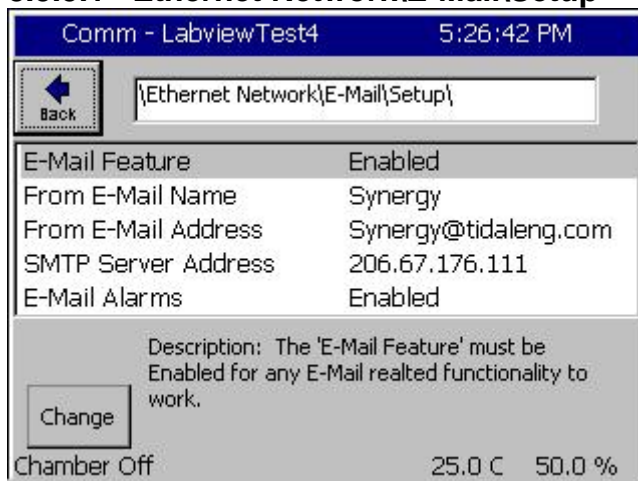 Comm - LabviewTest4 5:26:42 PM
Back
\Ethernet Network\E-Mail\Setup\
E-Mail Feature Enabled
From E-Mail Name Synergy
From E-Mail Address Synergy@tidaleng.com
SMTP Server Address 206.67.176.111
E-Mail Alarms Enabled
Description: The 'E-Mail Feature' must be
Enabled for any E-Mail realted functionality to
work.
Change
Chamber Off 25.0 C 50.0 %